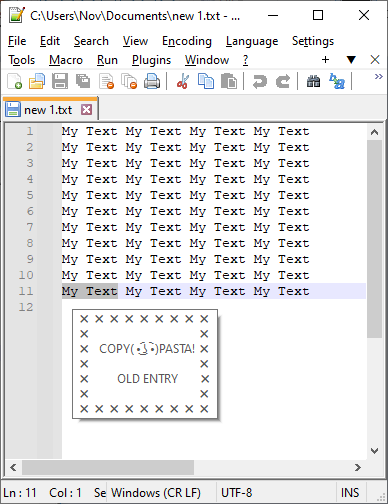 C:\Users\Nov\Documents\new 1.txt - ...
File Edit Search View Encoding Language Settings
Tools Macro Run Plugins Window ? + ▼ X
new 1.txt
1 My Text My Text My Text My Text
2 My Text My Text My Text My Text
3 My Text My Text My Text My Text
4 My Text My Text My Text My Text
5 My Text My Text My Text My Text
6 My Text My Text My Text My Text
7 My Text My Text My Text My Text
8 My Text My Text My Text My Text
9 My Text My Text My Text My Text
10 My Text My Text My Text My Text
11 My Text My Text My Text My Text
12
COPY( ͡° ͜ʖ ͡°)PASTA!
OLD ENTRY
Ln : 11 Col : 1 Se Windows (CR LF) UTF-8 INS